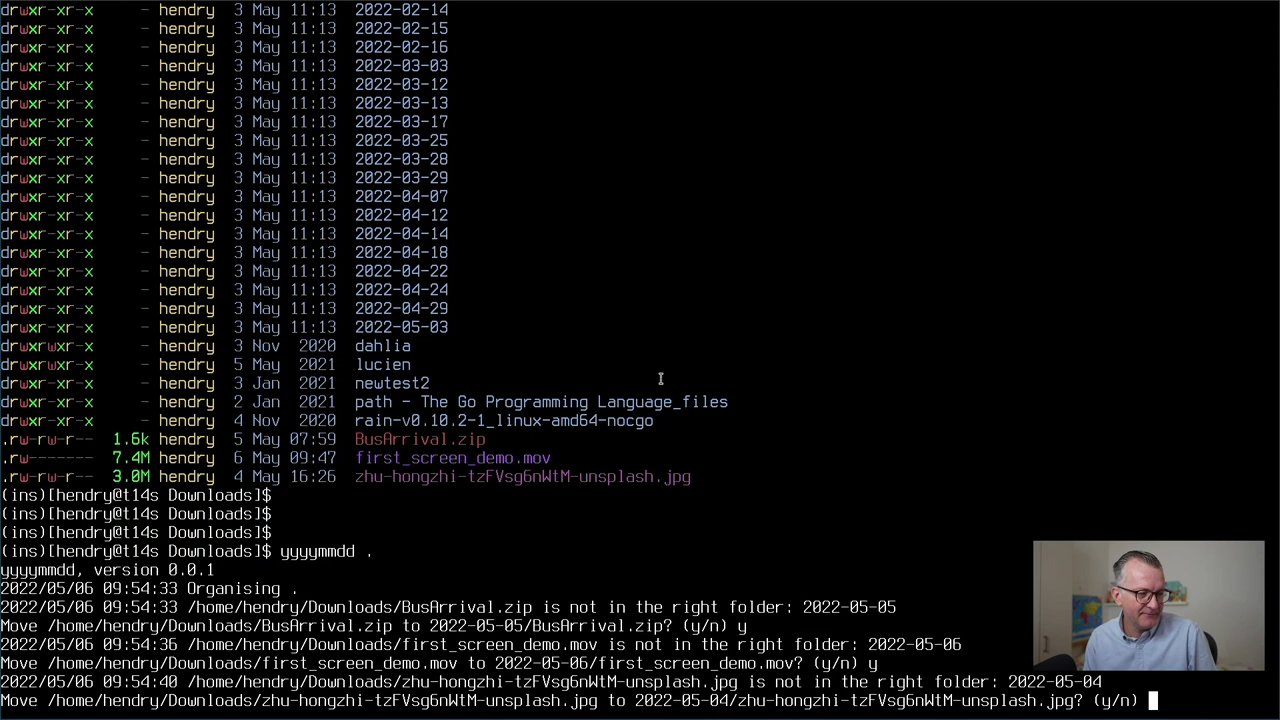 drwxr-xr-x - hendry 3 May 11:13 2022-02-14
drwxr-xr-x - hendry 3 May 11:13 2022-02-15
drwxr-xr-x - hendry 3 May 11:13 2022-02-16
drwxr-xr-x - hendry 3 May 11:13 2022-03-03
drwxr-xr-x - hendry 3 May 11:13 2022-03-12
drwxr-xr-x - hendry 3 May 11:13 2022-03-13
drwxr-xr-x - hendry 3 May 11:13 2022-03-17
drwxr-xr-x - hendry 3 May 11:13 2022-03-25
drwxr-xr-x - hendry 3 May 11:13 2022-03-28
drwxr-xr-x - hendry 3 May 11:13 2022-03-29
drwxr-xr-x - hendry 3 May 11:13 2022-04-07
drwxr-xr-x - hendry 3 May 11:13 2022-04-12
drwxr-xr-x - hendry 3 May 11:13 2022-04-14
drwxr-xr-x - hendry 3 May 11:13 2022-04-18
drwxr-xr-x - hendry 3 May 11:13 2022-04-22
drwxr-xr-x - hendry 3 May 11:13 2022-04-24
drwxr-xr-x - hendry 3 May 11:13 2022-04-29
drwxr-xr-x - hendry 3 May 11:13 2022-05-03
drwxrwxr-x - hendry 3 Nov 2020 dahlia
drwxrwxr-x - hendry 5 May 2021 lucien
drwxr-xr-x - hendry 3 Jan 2021 newtest2
drwxr-xr-x - hendry 2 Jan 2021 path - The Go Programming Language_files
drwxr-xr-x - hendry 4 Nov 2020 rain-v0.10.2-1_linux-amd64-nocgo
.rw-rw-r-- 1.6k hendry 5 May 07:59 BusArrival.zip
.rw------- 7.4M hendry 6 May 09:47 first_screen_demo.mov
.rw-rw-r-- 3.0M hendry 4 May 16:26 zhu-hongzhi-tzFVsg6nWtM-unsplash.jpg
(ins)[hendry@t14s Downloads]$
(ins)[hendry@t14s Downloads]$
(ins)[hendry@t14s Downloads]$
(ins)[hendry@t14s Downloads]$ yyyymmdd .
yyyymmdd, version 0.0.1
2022/05/06 09:54:33 Organising .
2022/05/06 09:54:33 /home/hendry/Downloads/BusArrival.zip is not in the right folder: 2022-05-05
Move /home/hendry/Downloads/BusArrival.zip to 2022-05-05/BusArrival.zip? (y/n) y
2022/05/06 09:54:36 /home/hendry/Downloads/first_screen_demo.mov is not in the right folder: 2022-05-06
Move /home/hendry/Downloads/first_screen_demo.mov to 2022-05-06/first_screen_demo.mov? (y/n) y
2022/05/06 09:54:40 /home/hendry/Downloads/zhu-hongzhi-tzFVsg6nWtM-unsplash.jpg is not in the right folder: 2022-05-04
Move /home/hendry/Downloads/zhu-hongzhi-tzFVsg6nWtM-unsplash.jpg to 2022-05-04/zhu-hongzhi-tzFVsg6nWtM-unsplash.jpg? (y/n)